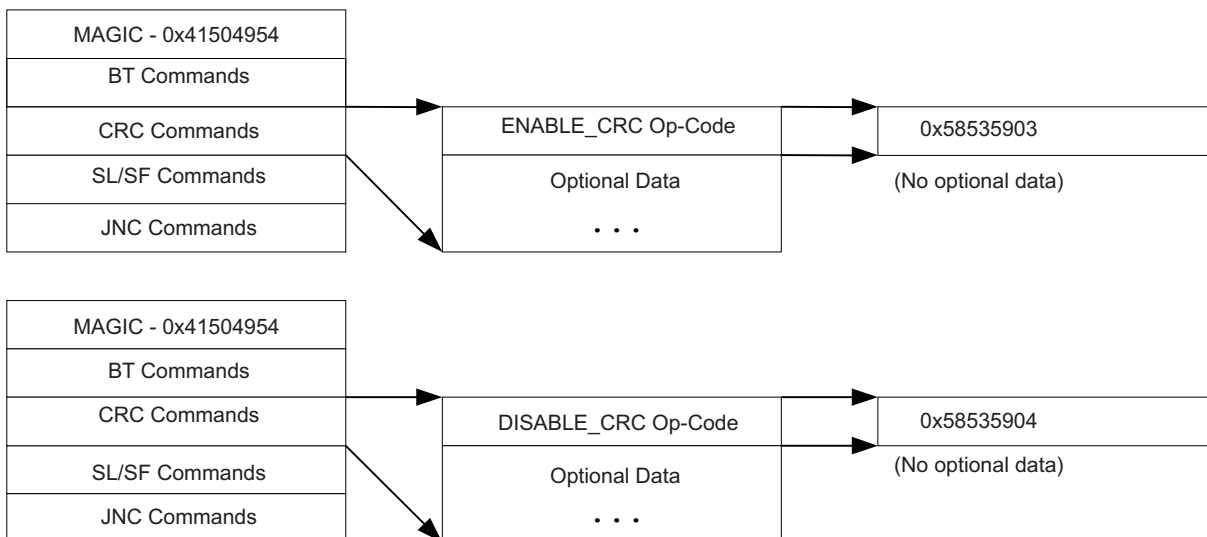 MAGIC - 0x41504954
BT Commands
CRC Commands
SL/SF Commands
JNC Commands
ENABLE_CRC Op-Code
Optional Data
. . .
0x58535903
(No optional data)
MAGIC - 0x41504954
BT Commands
CRC Commands
SL/SF Commands
JNC Commands
DISABLE_CRC Op-Code
Optional Data
. . .
0x58535904
(No optional data)